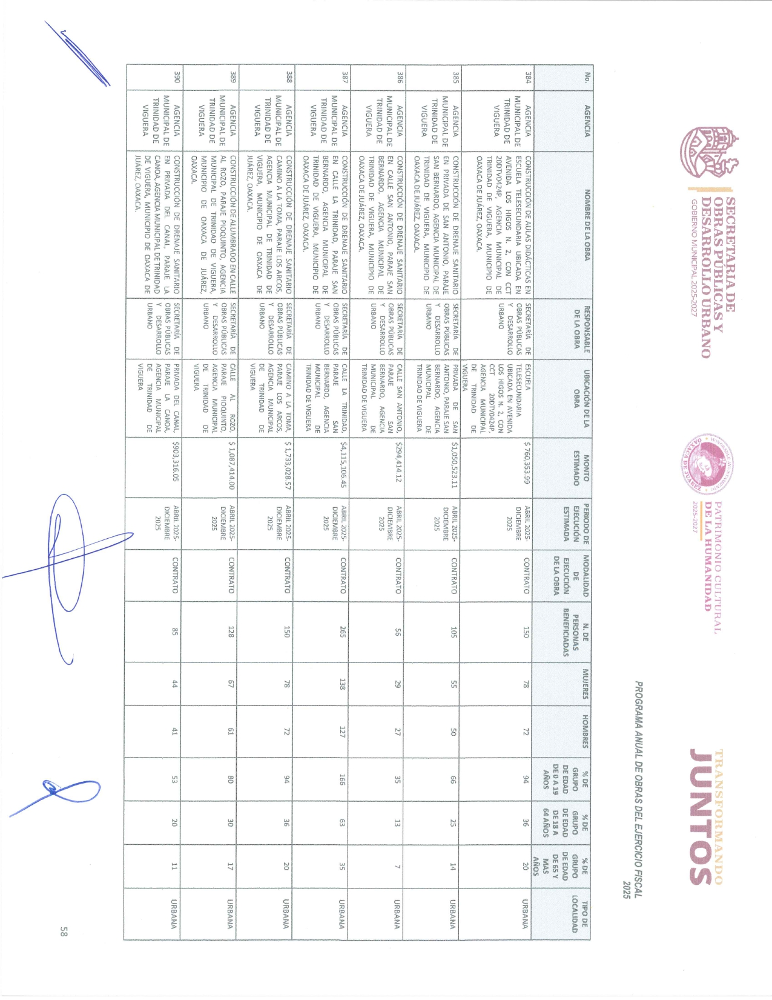 SECRETARÍA DE
OBRAS PÚBLICAS Y
DESARROLLO URBANO
GOBIERNO MUNICIPAL 2025-2027
HONORABLE AYUNTAMIENTO
OAXACA DE JUÁREZ
PATRIMONIO CULTURAL
DE LA HUMANIDAD
2025-2027
TRANSFORMANDO
JUNTOS
PROGRAMA ANUAL DE OBRAS DEL EJERCICIO FISCAL
2025
No.
AGENCIA
NOMBRE DE LA OBRA
RESPONSABLE
DE LA OBRA
UBICACIÓN DE LA
OBRA
MONTO
ESTIMADO
PERIODO DE
EJECUCIÓN
ESTIMADA
MODALIDAD
DE
EJECUCIÓN
DE LA OBRA
N. DE
PERSONAS
BENEFICIADAS
MUJERES
HOMBRES
% DE
GRUPO
DE EDAD
DE 0 A 19
AÑOS
% DE
GRUPO
DE EDAD
DE 18 A
64 AÑOS
% DE
GRUPO
DE EDAD
DE 65 Y
MAS
AÑOS
TIPO DE
LOCALIDAD
384
AGENCIA
MUNICIPAL DE
TRINIDAD DE
VIGUERA
CONSTRUCCIÓN DE AULAS DIDÁCTICAS EN
ESCUELA TELESECUNDARIA UBICADA EN
AVENIDA LOS HIGOS N. 2, CON CCT
20DTV0424P, AGENCIA MUNICIPAL DE
TRINIDAD DE VIGUERA, MUNICIPIO DE
OAXACA DE JUÁREZ, OAXACA.
SECRETARÍA DE
OBRAS PÚBLICAS
Y DESARROLLO
URBANO
ESCUELA
TELESECUNDARIA
UBICADA EN AVENIDA
LOS HIGOS N. 2, CON
CCT 20DTV0424P,
AGENCIA MUNICIPAL
DE TRINIDAD DE
VIGUERA
$ 760,353.99
ABRIL 2025-
DICIEMBRE
2025
CONTRATO
150
78
72
94
36
20
URBANA
385
AGENCIA
MUNICIPAL DE
TRINIDAD DE
VIGUERA
CONSTRUCCIÓN DE DRENAJE SANITARIO
EN PRIVADA DE SAN ANTONIO, PARAJE
SAN BERNARDO, AGENCIA MUNICIPAL DE
TRINIDAD DE VIGUERA, MUNICIPIO DE
OAXACA DE JUÁREZ, OAXACA.
SECRETARÍA DE
OBRAS PÚBLICAS
Y DESARROLLO
URBANO
PRIVADA DE SAN
ANTONIO, PARAJE SAN
BERNARDO, AGENCIA
MUNICIPAL DE
TRINIDAD DE VIGUERA
$1,050,523.11
ABRIL 2025-
DICIEMBRE
2025
CONTRATO
105
55
50
66
25
14
URBANA
386
AGENCIA
MUNICIPAL DE
TRINIDAD DE
VIGUERA
CONSTRUCCIÓN DE DRENAJE SANITARIO
EN CALLE SAN ANTONIO, PARAJE SAN
BERNARDO, AGENCIA MUNICIPAL DE
TRINIDAD DE VIGUERA, MUNICIPIO DE
OAXACA DE JUÁREZ, OAXACA.
SECRETARÍA DE
OBRAS PÚBLICAS
Y DESARROLLO
URBANO
CALLE SAN ANTONIO,
PARAJE SAN
BERNARDO, AGENCIA
MUNICIPAL DE
TRINIDAD DE VIGUERA
$294,414.12
ABRIL 2025-
DICIEMBRE
2025
CONTRATO
56
29
27
35
13
7
URBANA
387
AGENCIA
MUNICIPAL DE
TRINIDAD DE
VIGUERA
CONSTRUCCIÓN DE DRENAJE SANITARIO
EN CALLE LA TRINIDAD, PARAJE SAN
BERNARDO, AGENCIA MUNICIPAL DE
TRINIDAD DE VIGUERA, MUNICIPIO DE
OAXACA DE JUÁREZ, OAXACA.
SECRETARÍA DE
OBRAS PÚBLICAS
Y DESARROLLO
URBANO
CALLE LA TRINIDAD,
PARAJE SAN
BERNARDO, AGENCIA
MUNICIPAL DE
TRINIDAD DE VIGUERA
$4,115,106.45
ABRIL 2025-
DICIEMBRE
2025
CONTRATO
265
138
127
166
63
35
URBANA
388
AGENCIA
MUNICIPAL DE
TRINIDAD DE
VIGUERA
CONSTRUCCIÓN DE DRENAJE SANITARIO
CAMINO A LA TOMA, PARAJE LOS ARCOS,
AGENCIA MUNICIPAL DE TRINIDAD DE
VIGUERA, MUNICIPIO DE OAXACA DE
JUÁREZ, OAXACA.
SECRETARÍA DE
OBRAS PÚBLICAS
Y DESARROLLO
URBANO
CAMINO A LA TOMA,
PARAJE LOS ARCOS,
AGENCIA MUNICIPAL
DE TRINIDAD DE
VIGUERA
$ 1,733,028.57
ABRIL 2025-
DICIEMBRE
2025
CONTRATO
150
78
72
94
36
20
URBANA
389
AGENCIA
MUNICIPAL DE
TRINIDAD DE
VIGUERA
CONSTRUCCIÓN DE ALUMBRADO EN CALLE
AL ROZO, PARAJE PIOQUINTO, AGENCIA
MUNICIPAL DE TRINIDAD DE VIGUERA,
MUNICIPIO DE OAXACA DE JUÁREZ,
OAXACA.
SECRETARÍA DE
OBRAS PÚBLICAS
Y DESARROLLO
URBANO
CALLE AL ROZO,
PARAJE PIOQUINTO,
AGENCIA MUNICIPAL
DE TRINIDAD DE
VIGUERA
$ 1,087,414.00
ABRIL 2025-
DICIEMBRE
2025
CONTRATO
128
67
61
80
30
17
URBANA
390
AGENCIA
MUNICIPAL DE
TRINIDAD DE
VIGUERA
CONSTRUCCIÓN DE DRENAJE SANITARIO
EN PRIVADA DEL CANAL, PARAJE LA
CANOA, AGENCIA MUNICIPAL DE TRINIDAD
DE VIGUERA, MUNICIPIO DE OAXACA DE
JUÁREZ, OAXACA.
SECRETARÍA DE
OBRAS PÚBLICAS
Y DESARROLLO
URBANO
PRIVADA DEL CANAL,
PARAJE LA CANOA,
AGENCIA MUNICIPAL
DE TRINIDAD DE
VIGUERA
$903,316.05
ABRIL 2025-
DICIEMBRE
2025
CONTRATO
85
44
41
53
20
11
URBANA
58